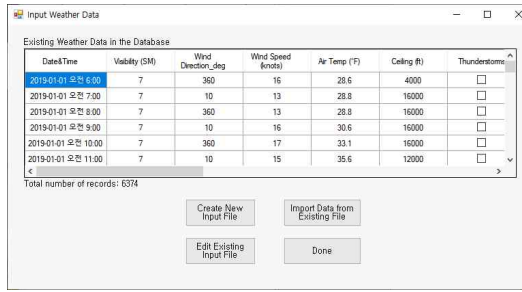 Input Weather Data
Existing Weather Data in the Database
Date&Time Visibility (SM) Wind Direction_deg Wind Speed (knots) Air Temp (°F) Ceiling (ft) Thunderstorms
2019-01-01 오전 6:00 7 360 16 28.6 4000
2019-01-01 오전 7:00 7 10 13 28.8 16000
2019-01-01 오전 8:00 7 360 13 28.8 16000
2019-01-01 오전 9:00 7 10 16 30.6 16000
2019-01-01 오전 10:00 7 360 17 33.1 16000
2019-01-01 오전 11:00 7 10 15 35.6 12000
Total number of records: 6374
Create New
Input File
Import Data from
Existing File
Edit Existing
Input File
Done